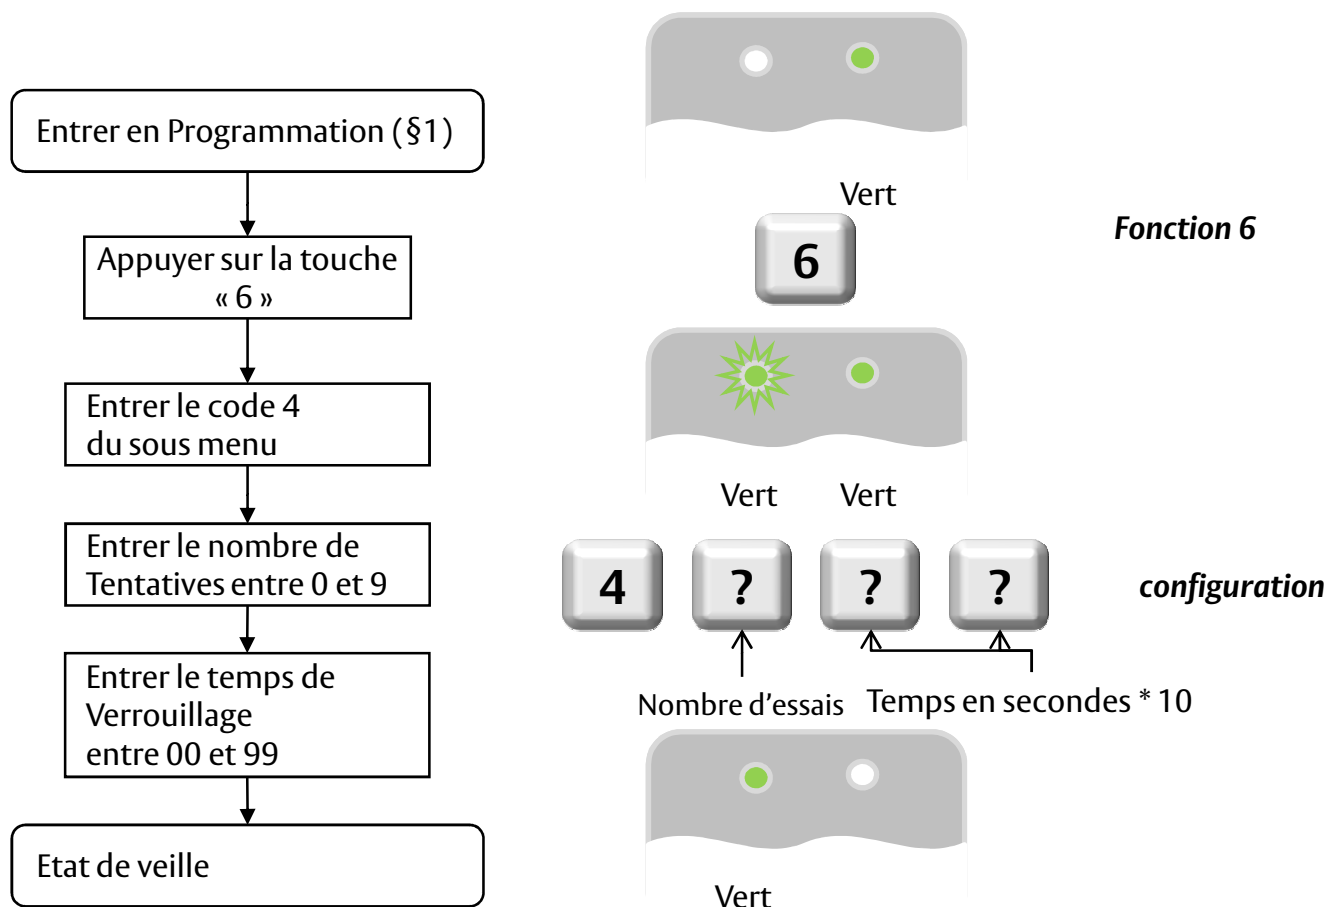 Entrer en Programmation (§1)
Appuyer sur la touche
« 6 »
Entrer le code 4
du sous menu
Entrer le nombre de
Tentatives entre 0 et 9
Entrer le temps de
Verrouillage
entre 00 et 99
Etat de veille
Vert
6
Fonction 6
Vert Vert
4 ? ? ?
configuration
Nombre d'essais
Temps en secondes * 10
Vert